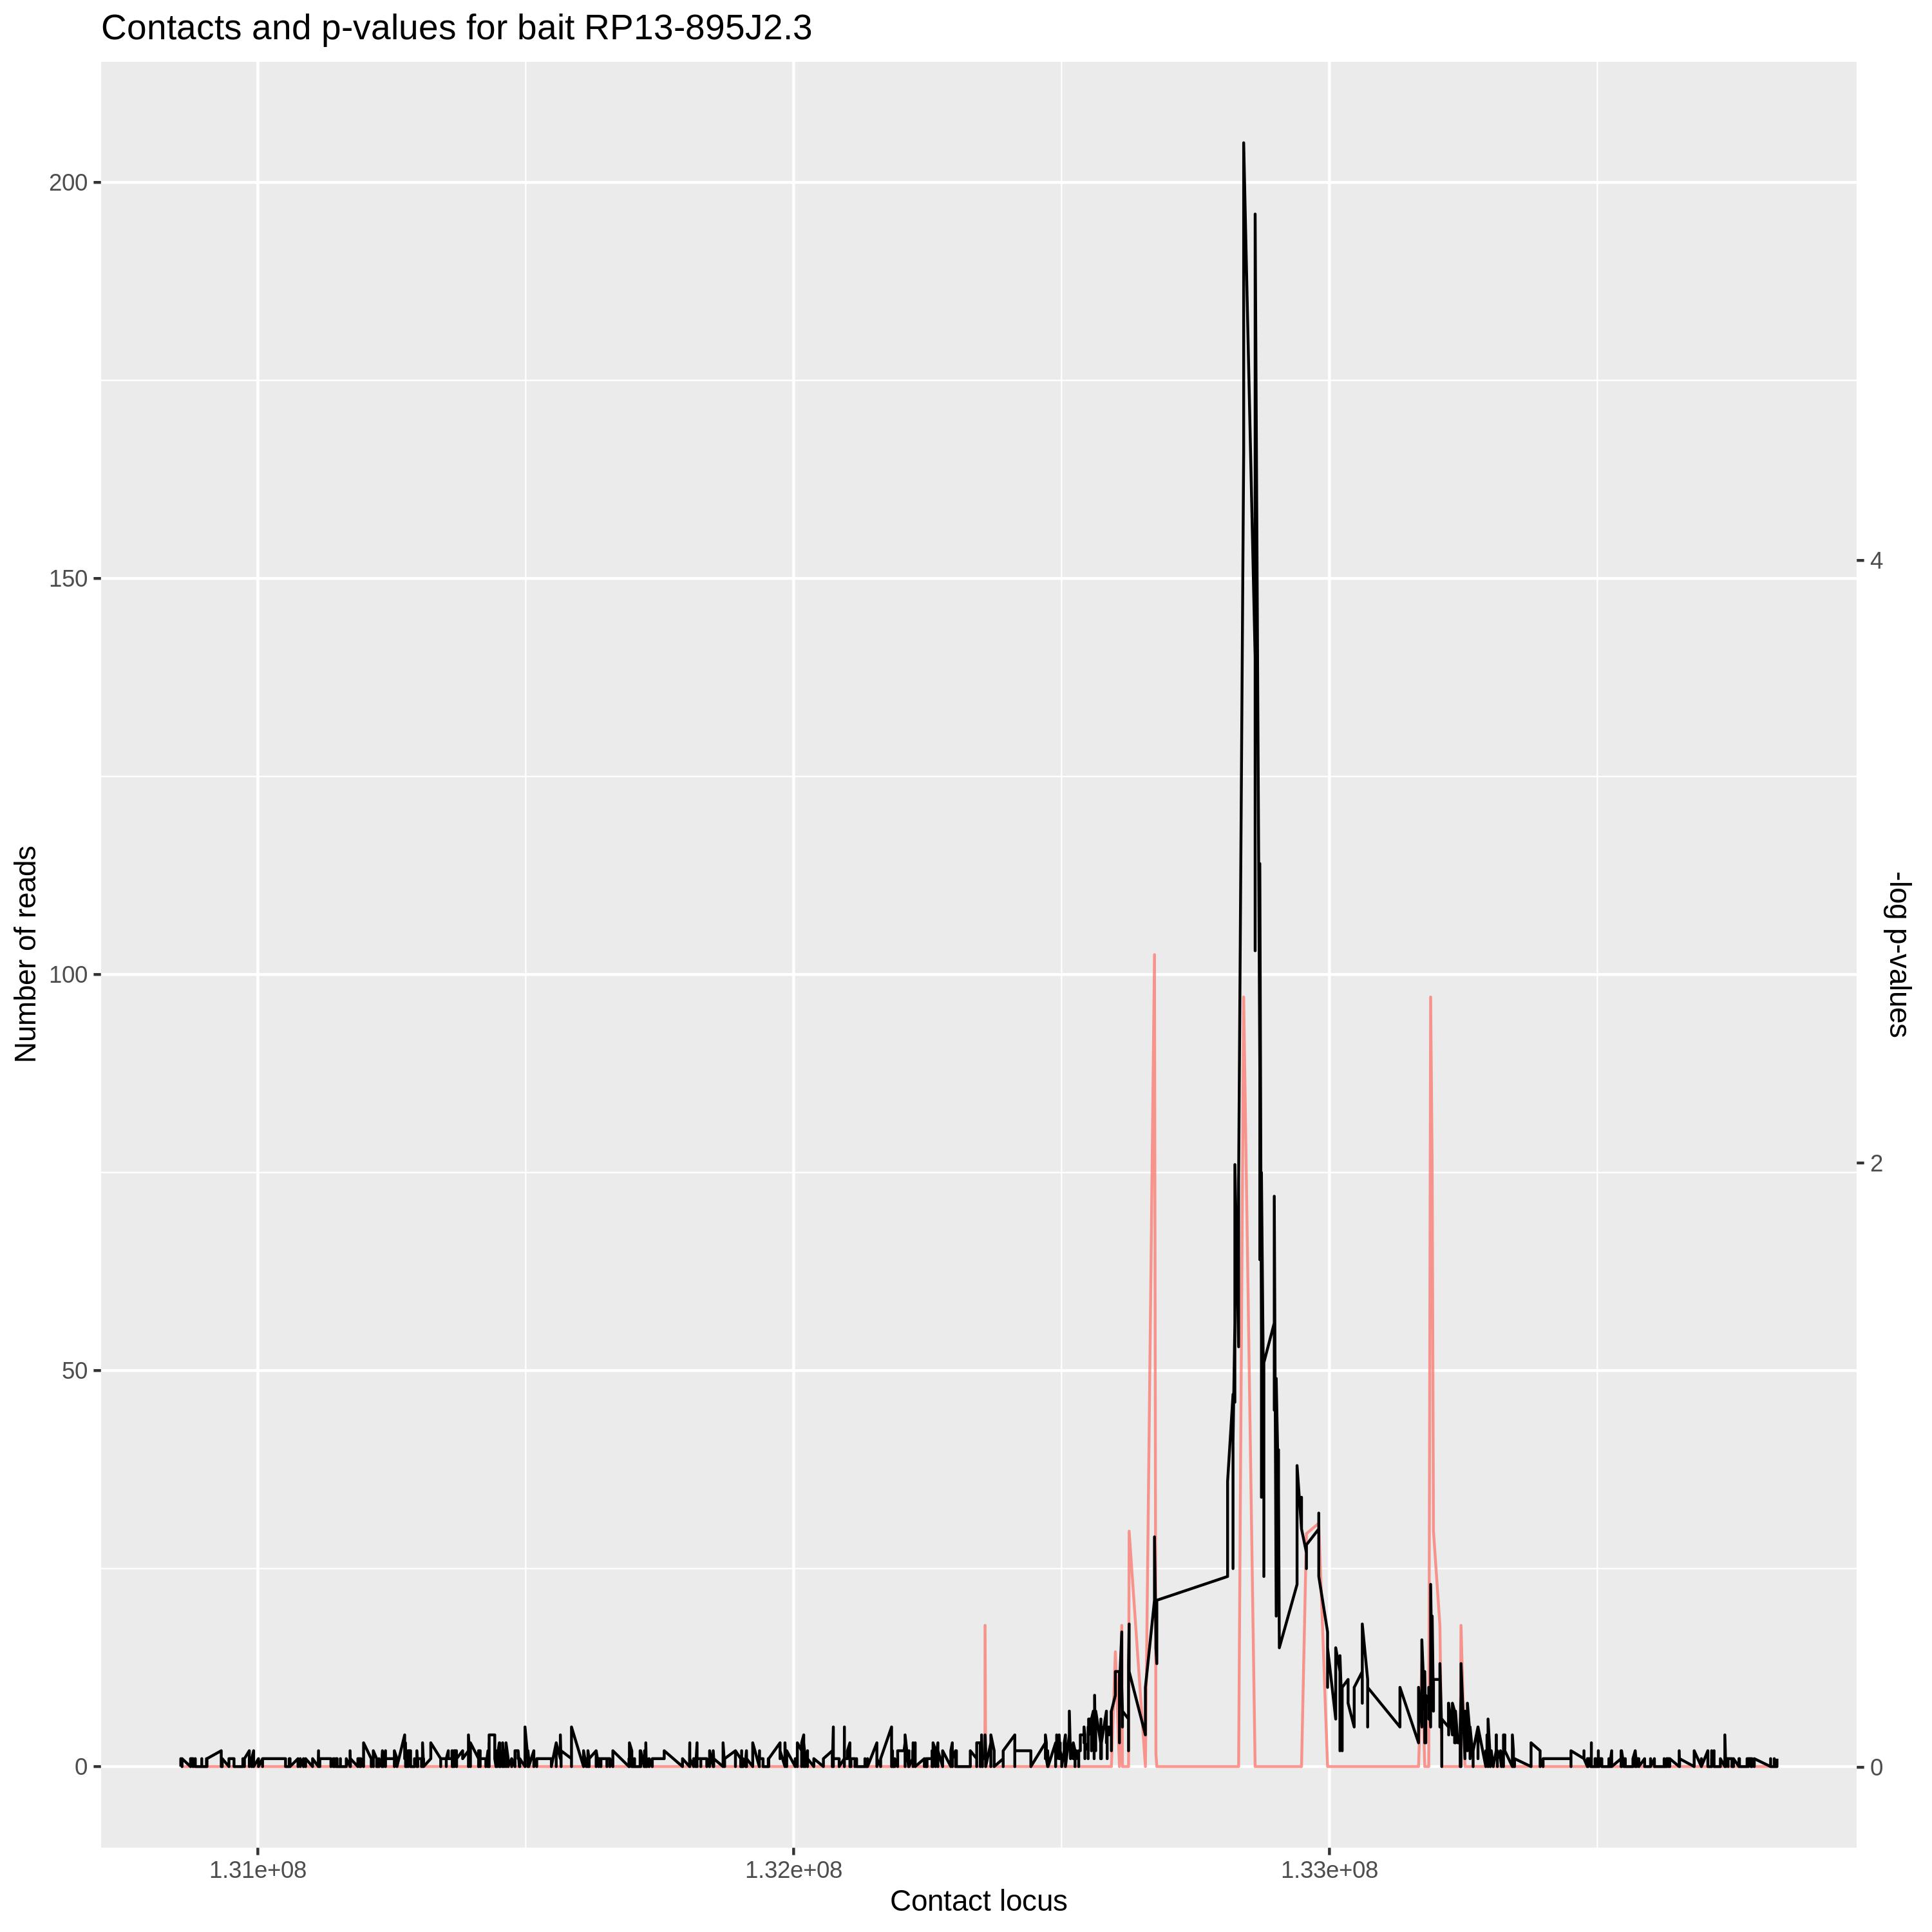 Contacts and p-values for bait RP13-895J2.3
200
150
100
50
0
Number of reads
4
2
0
-log p-values
1.31e+08
1.32e+08
1.33e+08
Contact locus